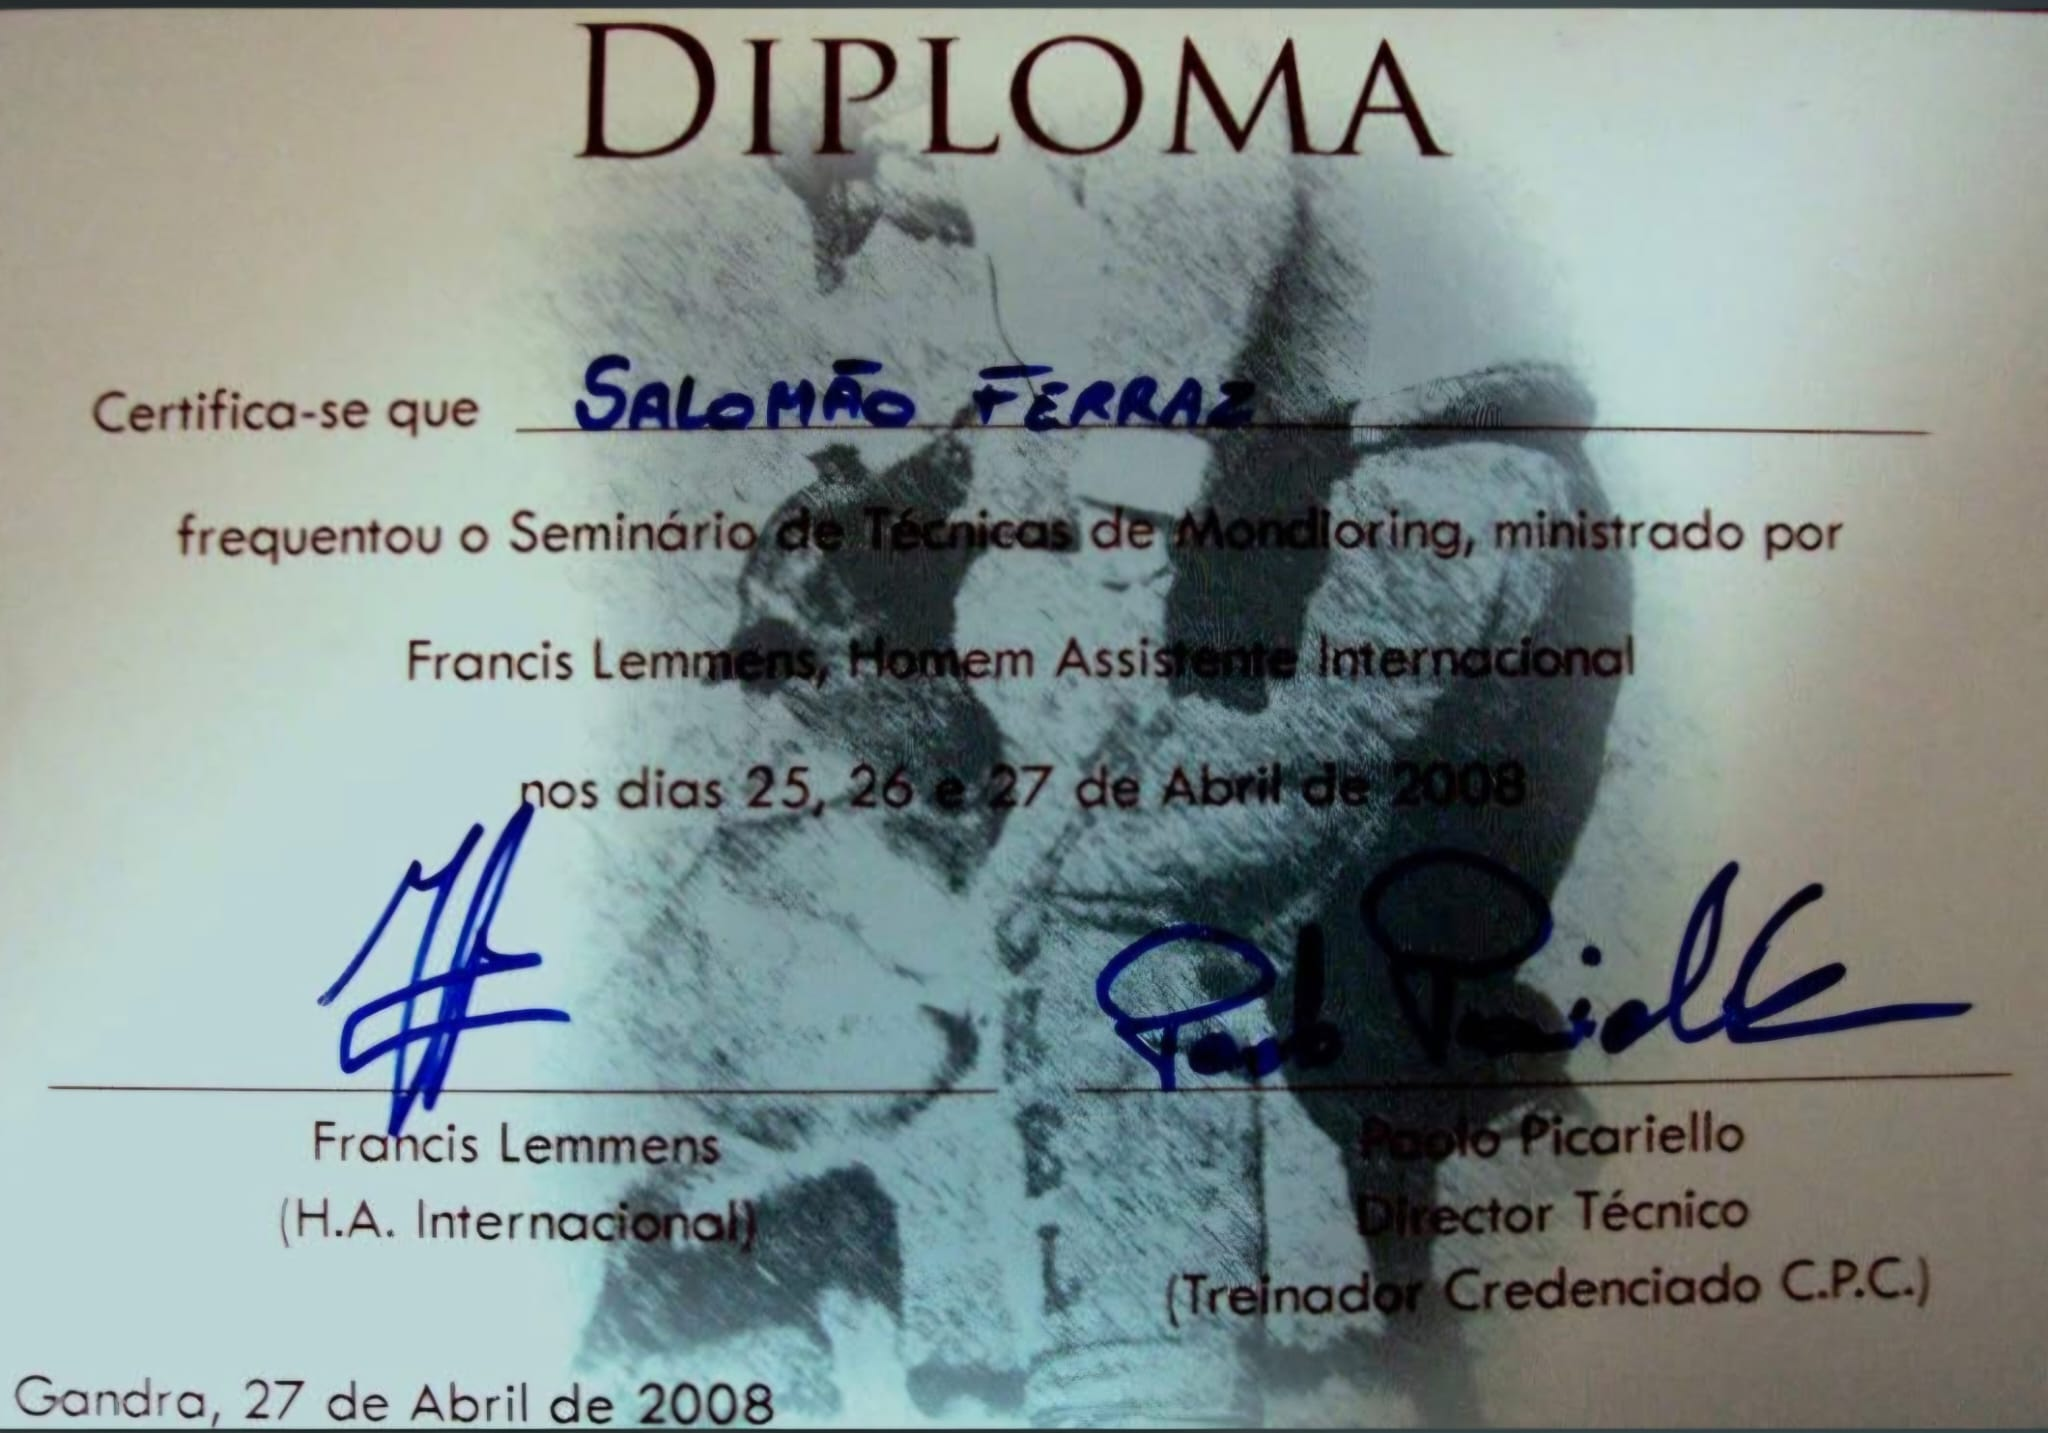 DIPLOMA
Certifica-se que SALOMÃO FERRAZ
frequentou o Seminário de Técnicas de Mondioring, ministrado por
Francis Lemmens, Homem Assistente Internacional
nos dias 25, 26 e 27 de Abril de 2008
Francis Lemmens
(H.A. Internacional)
Paolo Picariello
Director Técnico
(Treinador Credenciado C.P.C.)
Gandra, 27 de Abril de 2008